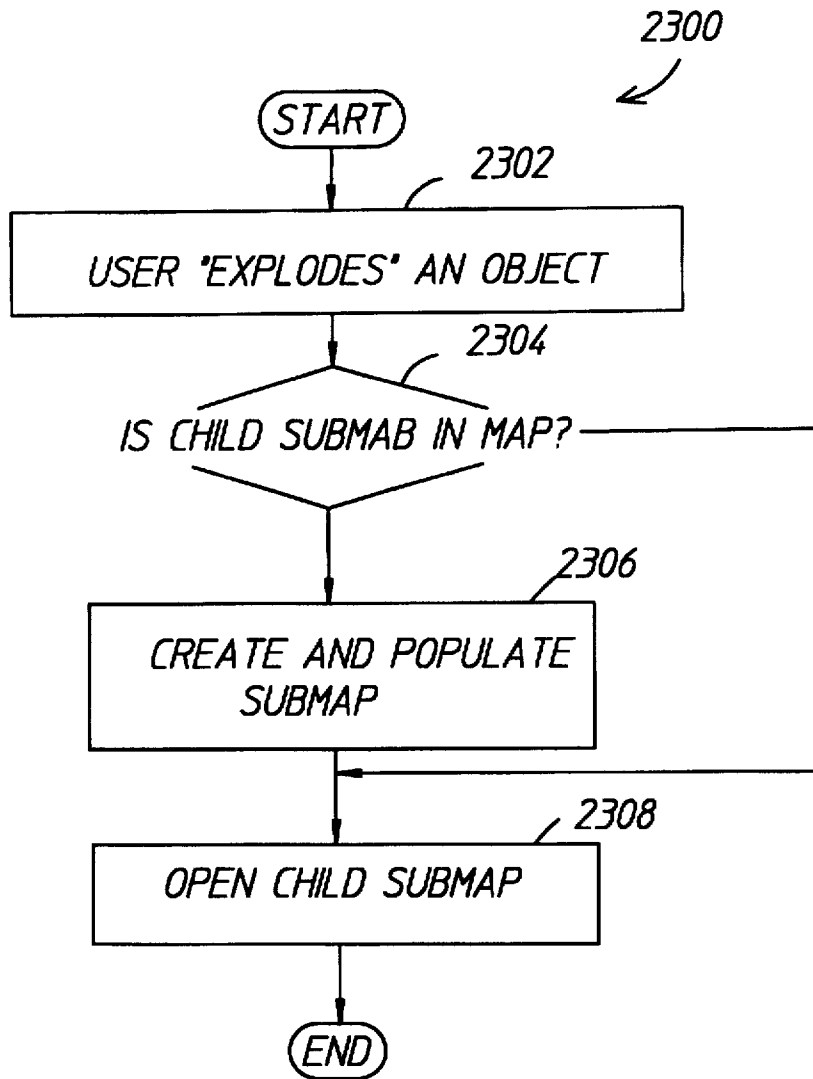 2300
START
2302
USER "EXPLODES" AN OBJECT
2304
IS CHILD SUBMAB IN MAP?
2306
CREATE AND POPULATE
SUBMAP
2308
OPEN CHILD SUBMAP
END